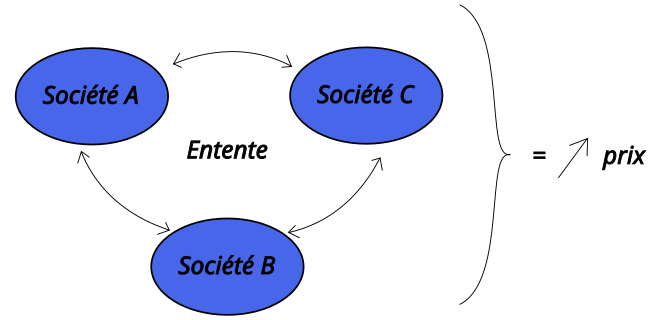 Société A
Société C
Entente
= prix
Société B